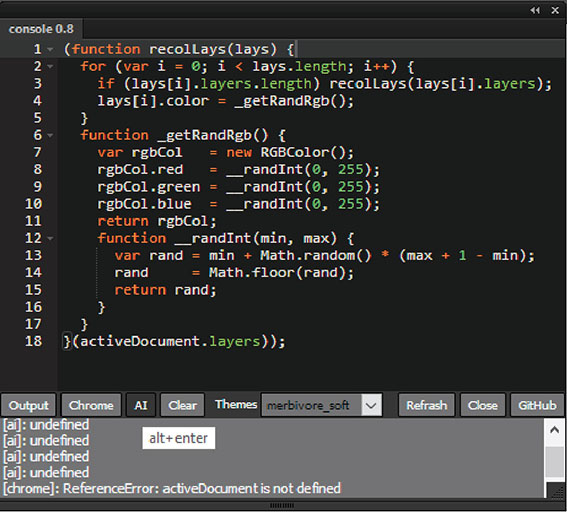 console 0.8
1 (function recolLays(lays) {
2 for (var i = 0; i < lays.length; i++) {
3 if (lays[i].layers.length) recolLays(lays[i].layers);
4 lays[i].color = _getRandRgb();
5 }
6 function _getRandRgb() {
7 var rgbCol   = new RGBColor();
8 rgbCol.red   = __randInt(0, 255);
9 rgbCol.green = __randInt(0, 255);
10 rgbCol.blue  = __randInt(0, 255);
11 return rgbCol;
12 function __randInt(min, max) {
13 var rand = min + Math.random() * (max + 1 - min);
14 rand     = Math.floor(rand);
15 return rand;
16 }
17 }
18 }(activeDocument.layers));
Output Chrome AI Clear Themes merbivore_soft Refrash Close GitHub
[ai]: undefined
[ai]: undefined
[ai]: undefined
[ai]: undefined
[chrome]: ReferenceError: activeDocument is not defined
alt+enter